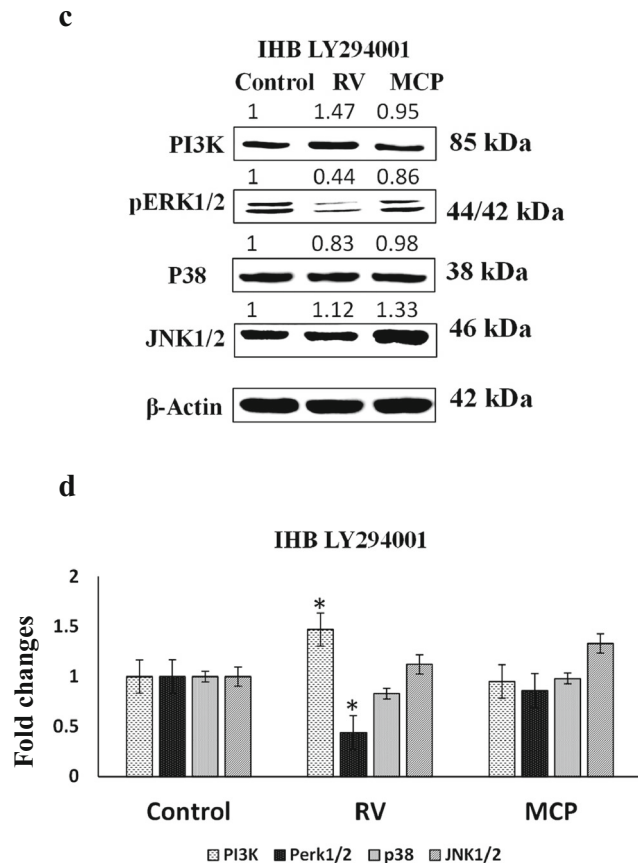 c
IHB LY294001
Control RV MCP
1 1.47 0.95
PI3K 85 kDa
1 0.44 0.86
pERK1/2 44/42 kDa
1 0.83 0.98
P38 38 kDa
1 1.12 1.33
JNK1/2 46 kDa
β-Actin 42 kDa
d
IHB LY294001
2
1.5
1
0.5
0
Fold changes
* *
Control RV MCP
PI3K Perk1/2 p38 JNK1/2